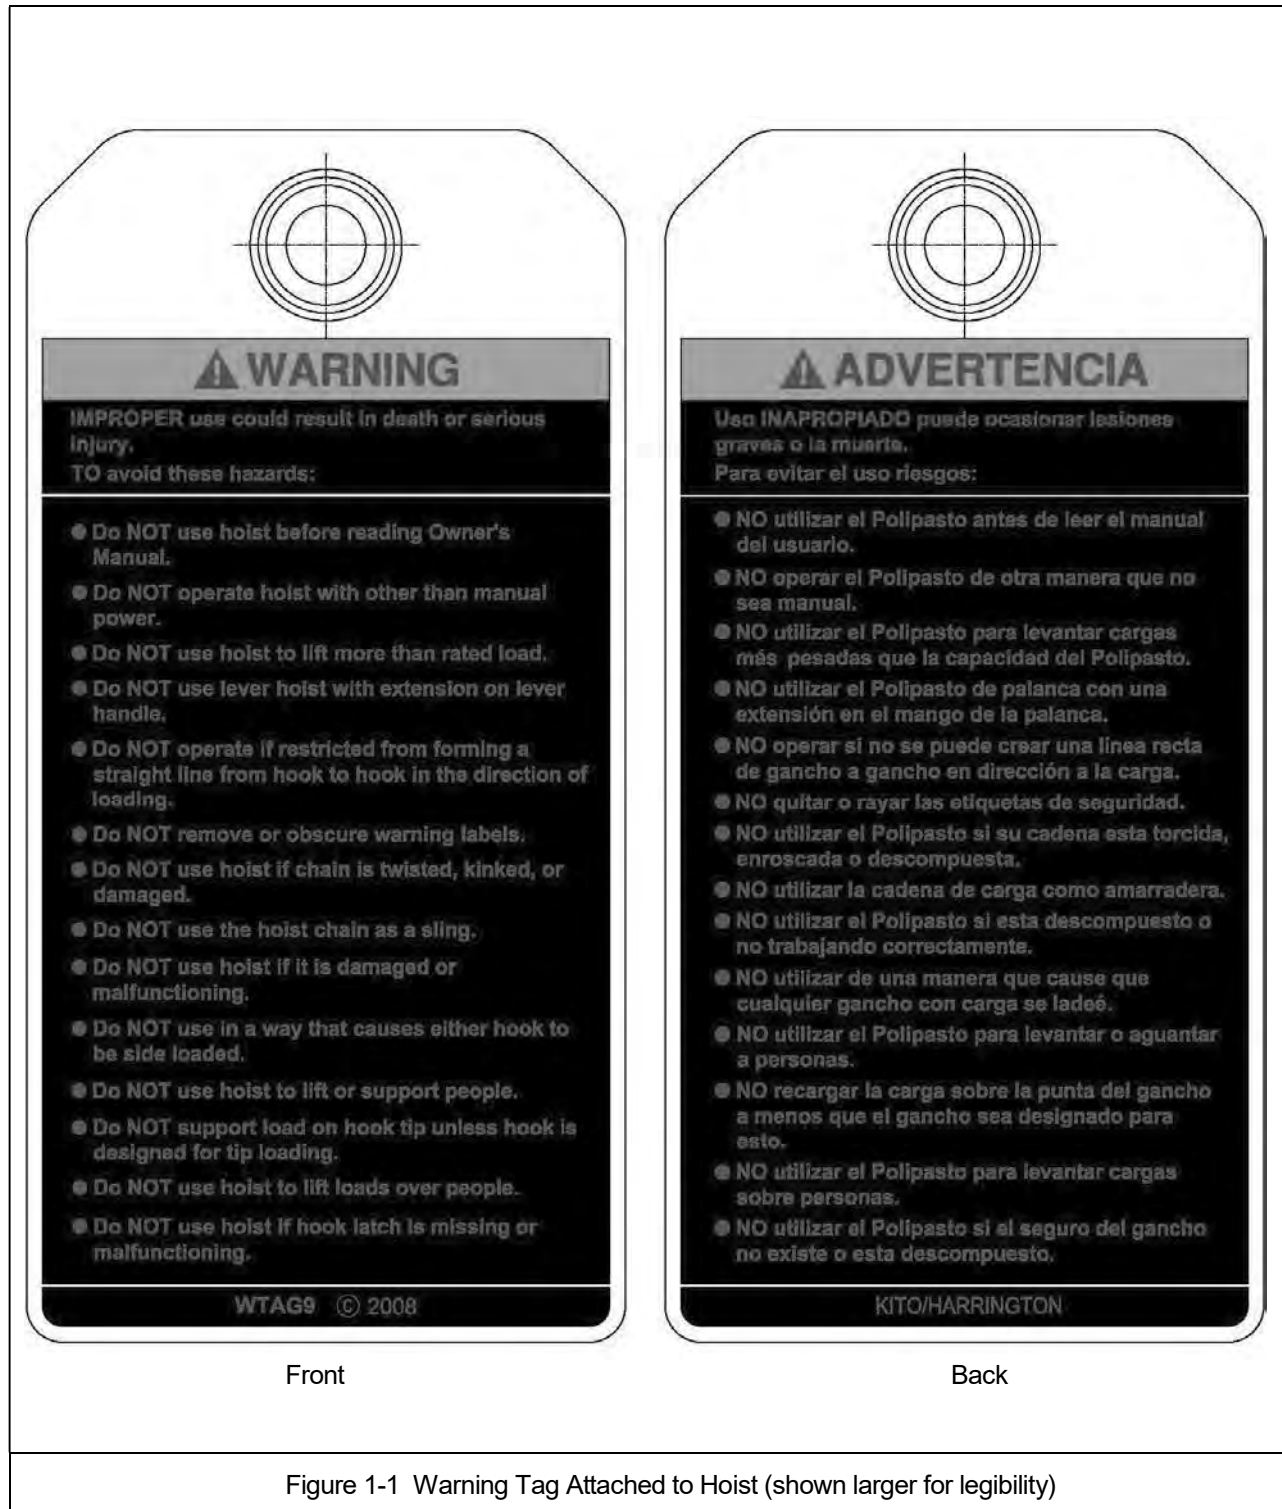 ⚠ WARNING
IMPROPER use could result in death or serious
injury.
TO avoid these hazards:
● Do NOT use hoist before reading Owner's
Manual.
● Do NOT operate hoist with other than manual
power.
● Do NOT use hoist to lift more than rated load.
● Do NOT use lever hoist with extension on lever
handle.
● Do NOT operate if restricted from forming a
straight line from hook to hook in the direction of
loading.
● Do NOT remove or obscure warning labels.
● Do NOT use hoist if chain is twisted, kinked, or
damaged.
● Do NOT use the hoist chain as a sling.
● Do NOT use hoist if it is damaged or
malfunctioning.
● Do NOT use in a way that causes either hook to
be side loaded.
● Do NOT use hoist to lift or support people.
● Do NOT support load on hook tip unless hook is
designed for tip loading.
● Do NOT use hoist to lift loads over people.
● Do NOT use hoist if hook latch is missing or
malfunctioning.
WTAG9 © 2008
Front
⚠ ADVERTENCIA
Uso INAPROPIADO puede ocasionar lesiones
graves o la muerte.
Para evitar el uso riesgos:
● NO utilizar el Polipasto antes de leer el manual
del usuario.
● NO operar el Polipasto de otra manera que no
sea manual.
● NO utilizar el Polipasto para levantar cargas
más pesadas que la capacidad del Polipasto.
● NO utilizar el Polipasto de palanca con una
extensión en el mango de la palanca.
● NO operar si no se puede crear una linea recta
de gancho a gancho en dirección a la carga.
● NO quitar o rayar las etiquetas de seguridad.
● NO utilizar el Polipasto si su cadena esta torcida,
enroscada o descompuesta.
● NO utilizar la cadena de carga como amarradera.
● NO utilizar el Polipasto si esta descompuesto o
no trabajando correctamente.
● NO utilizar de una manera que cause que
cualquier gancho con carga se ladeé.
● NO utilizar el Polipasto para levantar o aguantar
a personas.
● NO recargar la carga sobre la punta del gancho
a menos que el gancho sea designado para
esto.
● NO utilizar el Polipasto para levantar cargas
sobre personas.
● NO utilizar el Polipasto si el seguro del gancho
no existe o esta descompuesto.
KITO/HARRINGTON
Back
Figure 1-1 Warning Tag Attached to Hoist (shown larger for legibility)